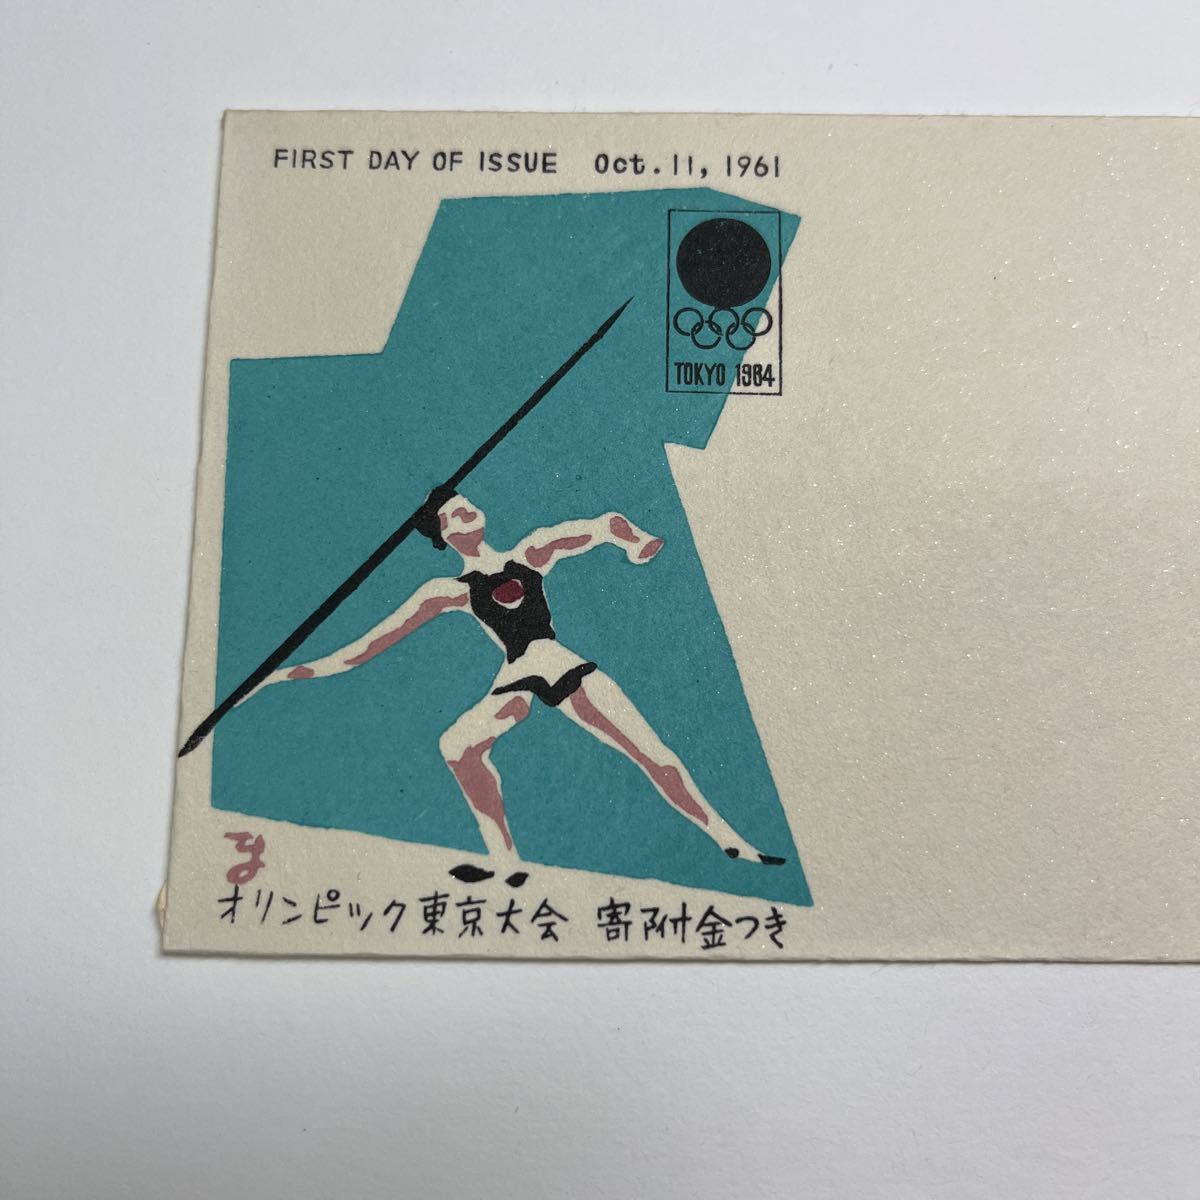 FIRST DAY OF ISSUE Oct. 11, 1961
TOKYO 1964
オリンピック東京大会 寄附金つき